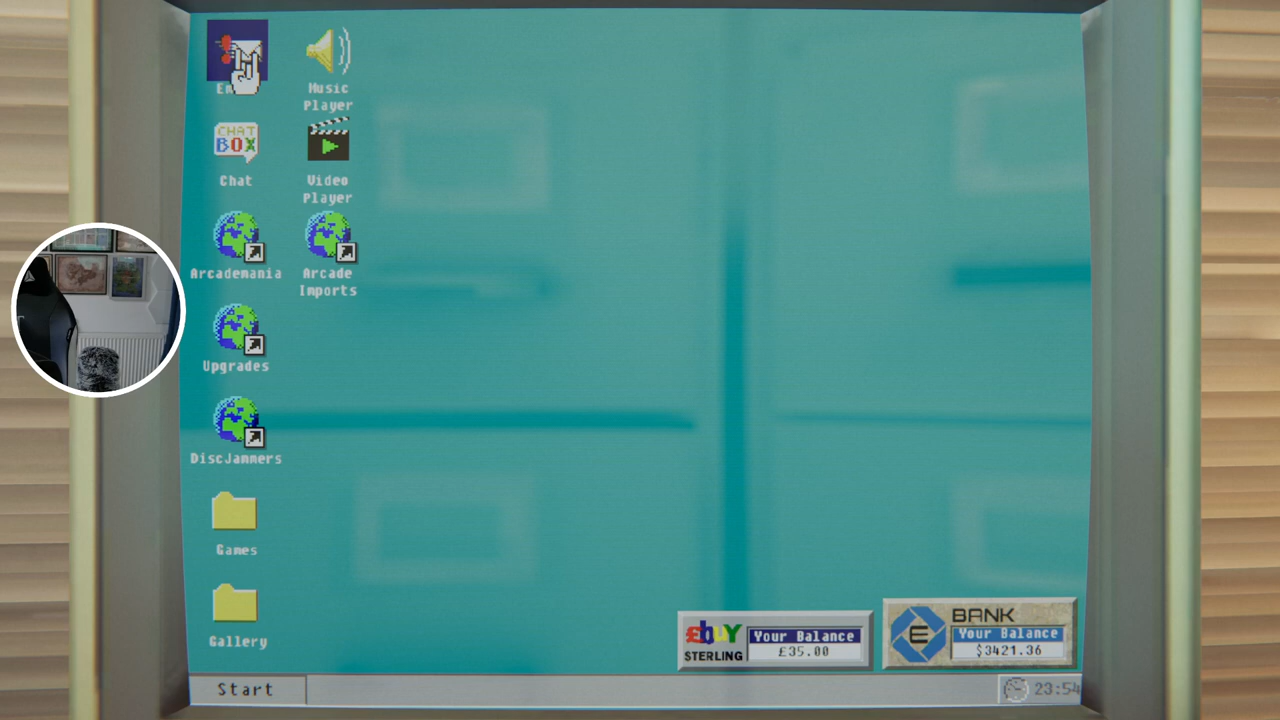 Music
Player
CHAT
BOX
Chat
Video
Player
Arcademania
Arcade
Imports
Upgrades
DiscJammers
Games
Gallery
ebuy
STERLING
Your Balance
£35.00
E
BANK
Your Balance
$3421.36
Start
23:54